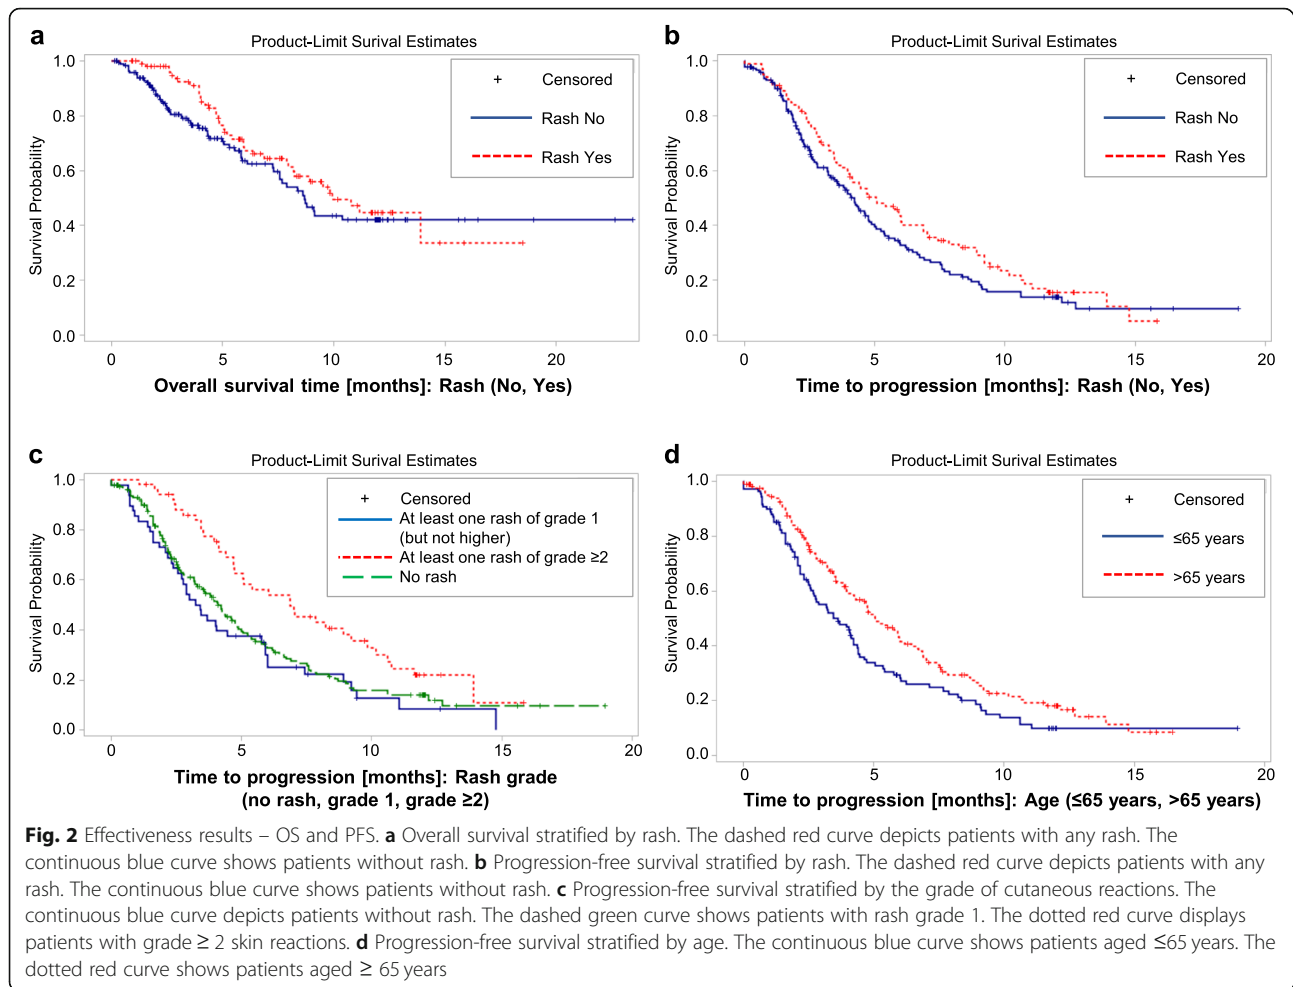 a
Product-Limit Surival Estimates
1.0
0.8
0.6
0.4
0.2
0.0
Survival Probability
+ Censored
Rash No
Rash Yes
0 5 10 15 20
Overall survival time [months]: Rash (No, Yes)
b
Product-Limit Surival Estimates
1.0
0.8
0.6
0.4
0.2
0.0
Survival Probability
+ Censored
Rash No
Rash Yes
0 5 10 15 20
Time to progression [months]: Rash (No, Yes)
c
Product-Limit Surival Estimates
1.0
0.8
0.6
0.4
0.2
0.0
Survival Probability
+ Censored
At least one rash of grade 1
(but not higher)
At least one rash of grade ≥2
No rash
0 5 10 15 20
Time to progression [months]: Rash grade
(no rash, grade 1, grade ≥2)
d
Product-Limit Surival Estimates
1.0
0.8
0.6
0.4
0.2
0.0
Survival Probability
+ Censored
≤65 years
>65 years
0 5 10 15 20
Time to progression [months]: Age (≤65 years, >65 years)
Fig. 2 Effectiveness results – OS and PFS. a Overall survival stratified by rash. The dashed red curve depicts patients with any rash. The
continuous blue curve shows patients without rash. b Progression-free survival stratified by rash. The dashed red curve depicts patients with any
rash. The continuous blue curve shows patients without rash. c Progression-free survival stratified by the grade of cutaneous reactions. The
continuous blue curve depicts patients without rash. The dashed green curve shows patients with rash grade 1. The dotted red curve displays
patients with grade ≥ 2 skin reactions. d Progression-free survival stratified by age. The continuous blue curve shows patients aged ≤65 years. The
dotted red curve shows patients aged ≥ 65 years